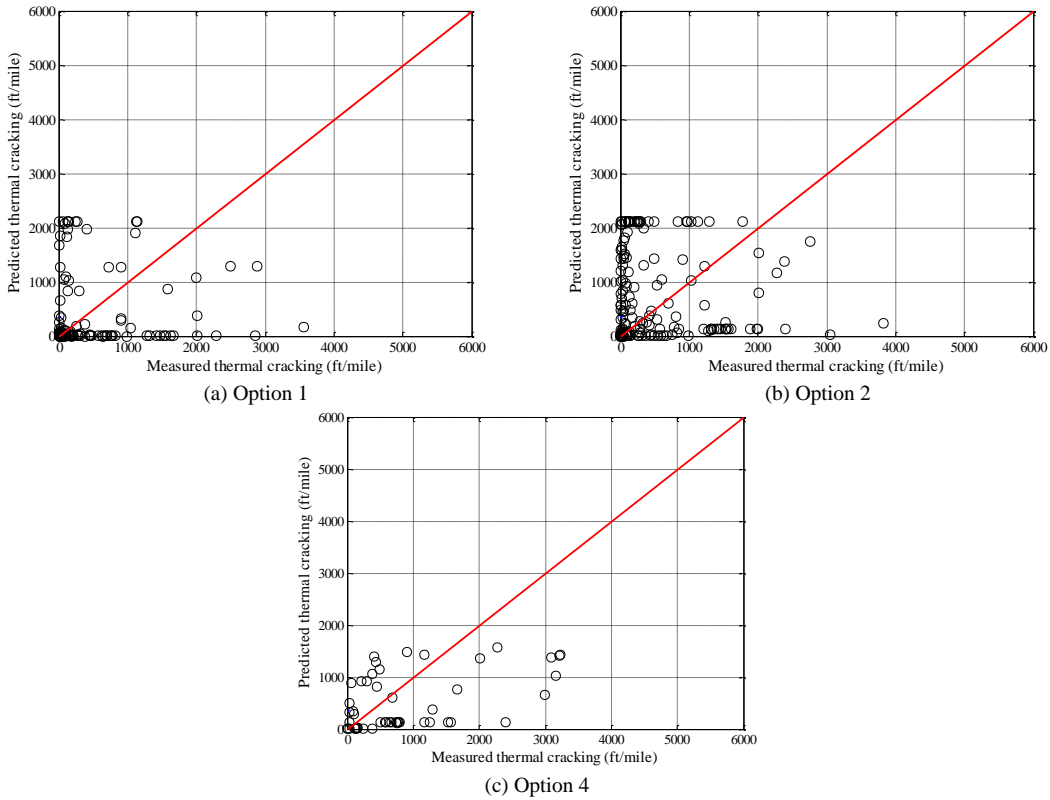 6000
5000
4000
3000
2000
1000
0
0 1000 2000 3000 4000 5000 6000
Predicted thermal cracking (ft/mile)
Measured thermal cracking (ft/mile)
(a) Option 1
6000
5000
4000
3000
2000
1000
0
0 1000 2000 3000 4000 5000 6000
Predicted thermal cracking (ft/mile)
Measured thermal cracking (ft/mile)
(b) Option 2
6000
5000
4000
3000
2000
1000
0
0 1000 2000 3000 4000 5000 6000
Predicted thermal cracking (ft/mile)
Measured thermal cracking (ft/mile)
(c) Option 4